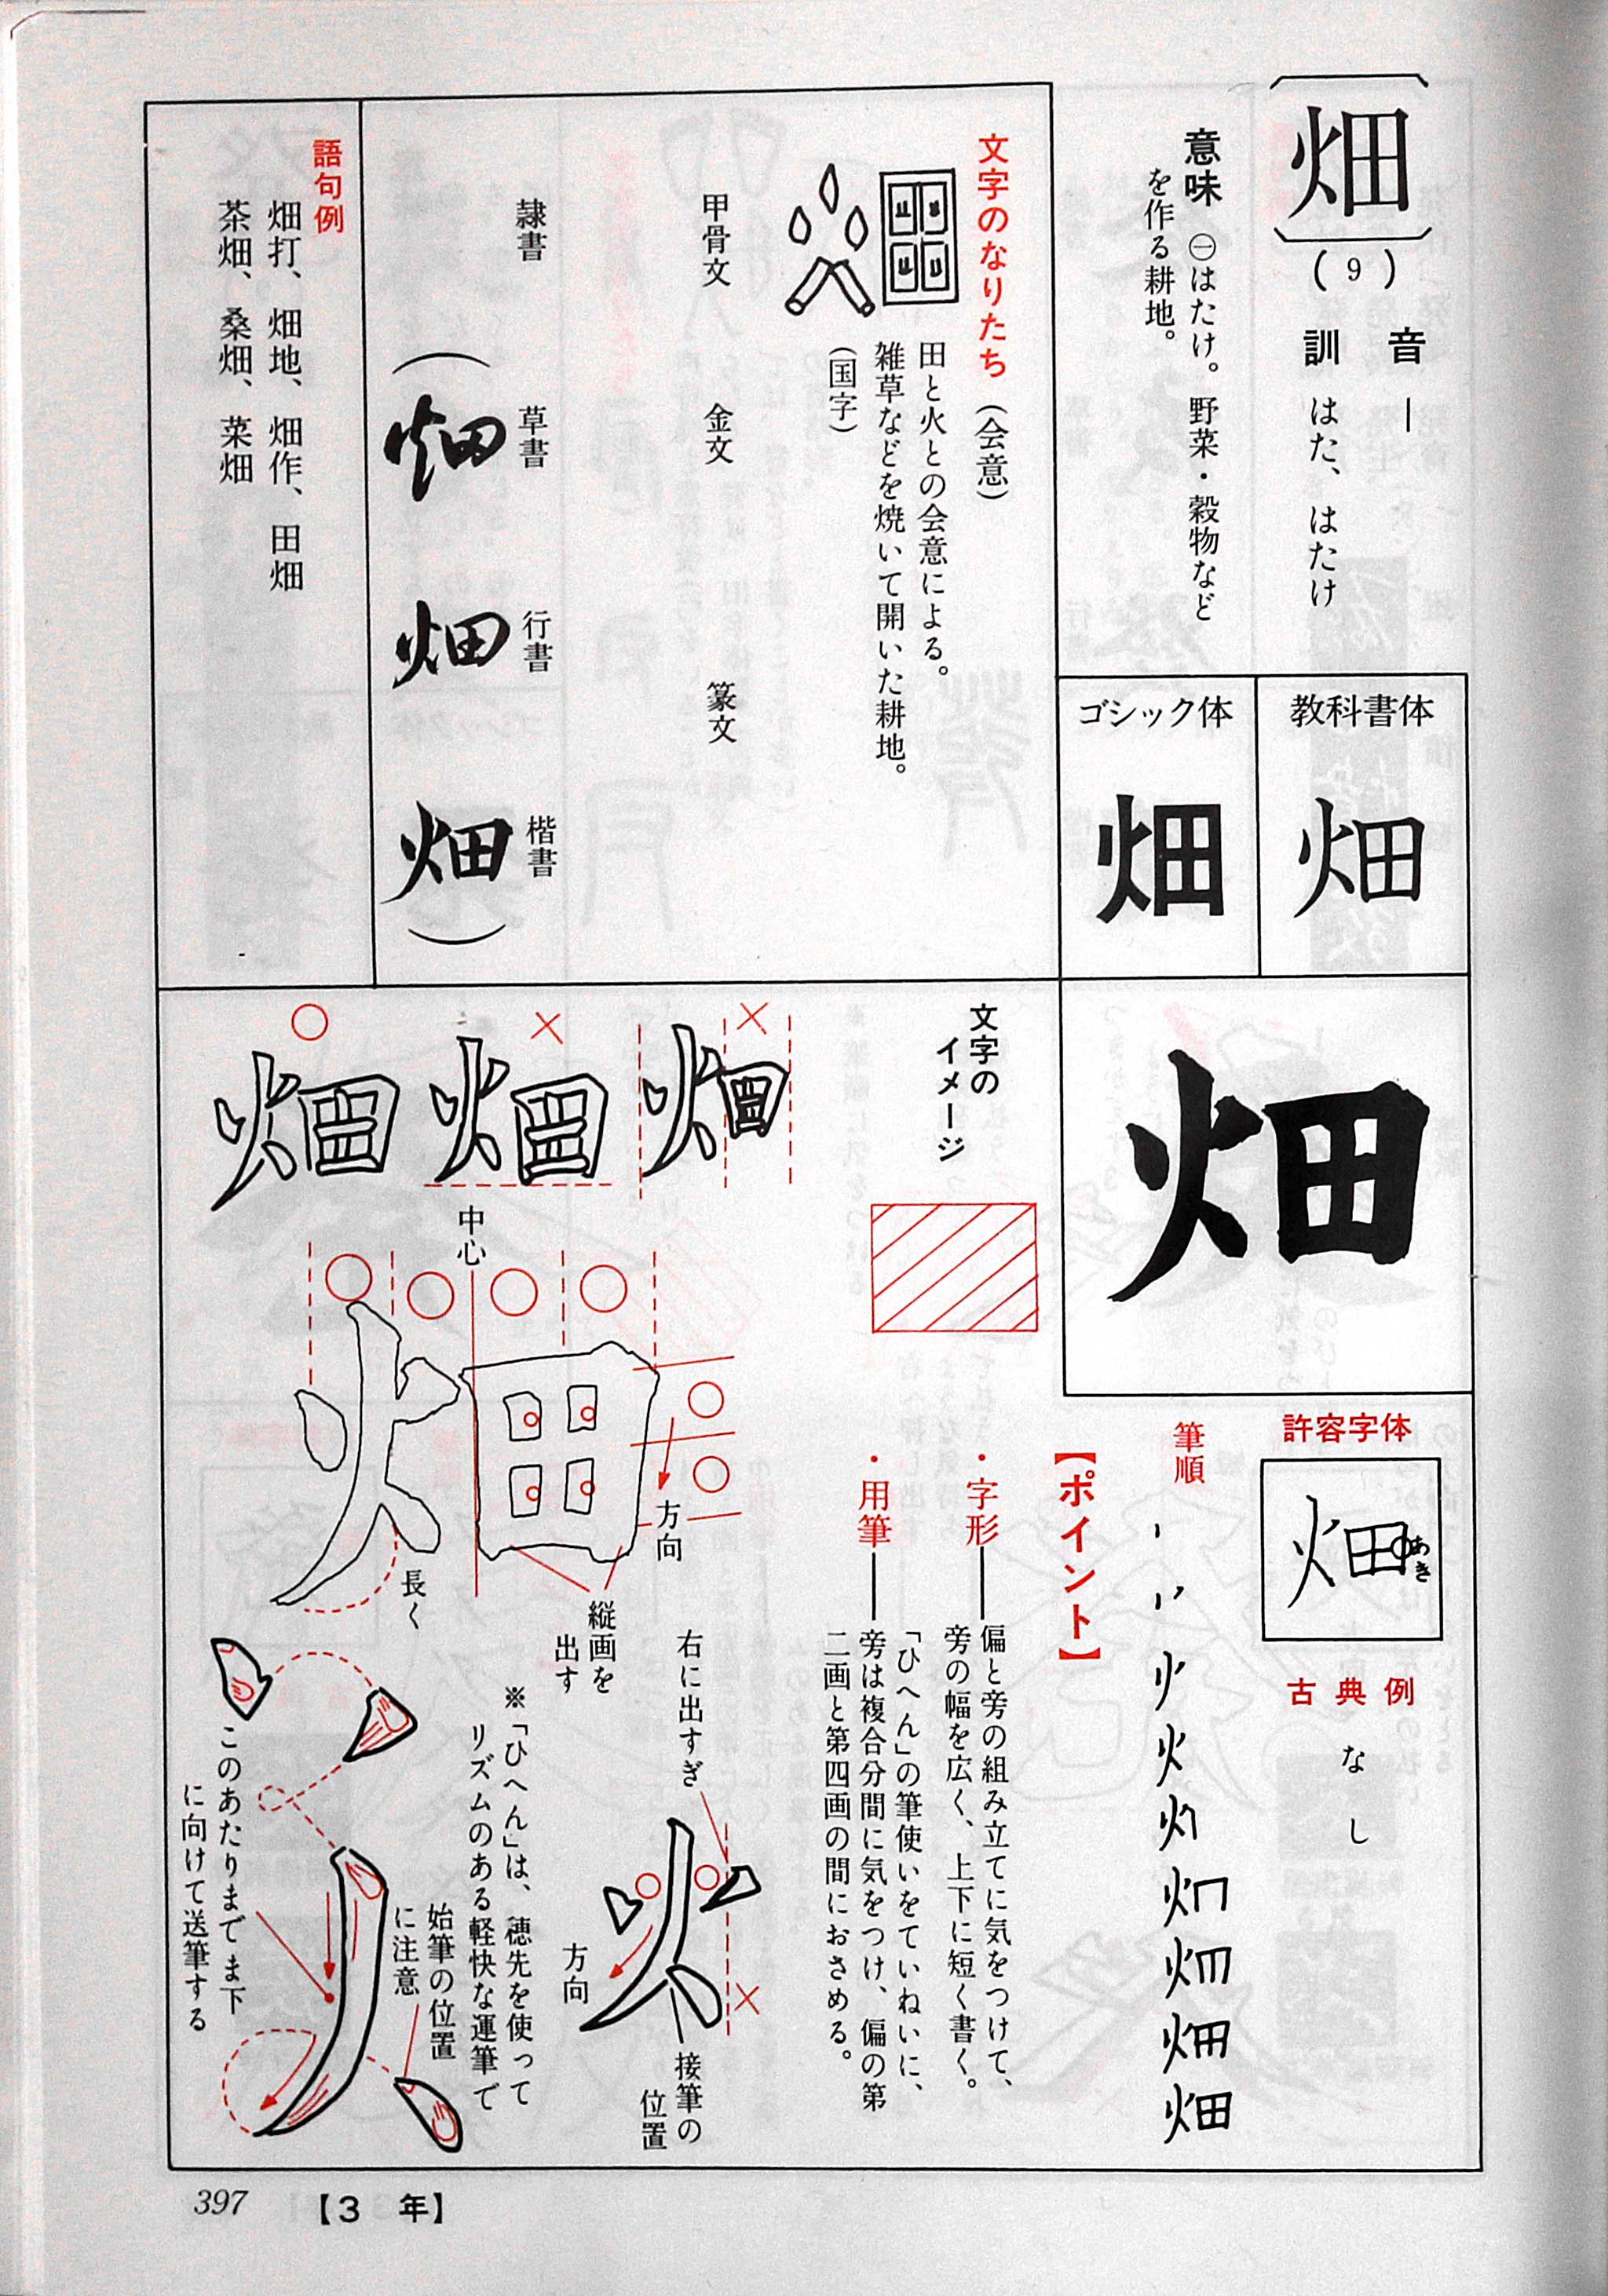 畑
(9)
音 ー
訓 はた、はたけ
意味 ㊀はたけ。野菜・穀物など
を作る耕地。
教科書体
畑
ゴシック体
畑
文字のなりたち (会意)
田と火との会意による。
雑草などを焼いて開いた耕地。
(国字)
甲骨文 金文 篆文
隷書 草書 行書 楷書
(畑 畑 畑)
語句例
畑打、畑地、畑作、田畑
茶畑、桑畑、菜畑
畑
許容字体
畑
あき
古典例
なし
筆順
畑
【ポイント】
・字形━━偏と旁の組み立てに気をつけて、
旁の幅を広く、上下に短く書く。
・用筆━━「ひへん」の筆使いをていねいに、
旁は複合分間に気をつけ、偏の第
二画と第四画の間におさめる。
文字の
イメージ
× 畑
× 畑
○ 畑
中心
畑
方向
縦画を
出す
長く
右に出すぎ
×
方向
接筆の
位置
※「ひへん」は、穂先を使って
リズムのある軽快な運筆で
始筆の位置
に注意
このあたりまでま下
に向けて送筆する
397 【3 年】